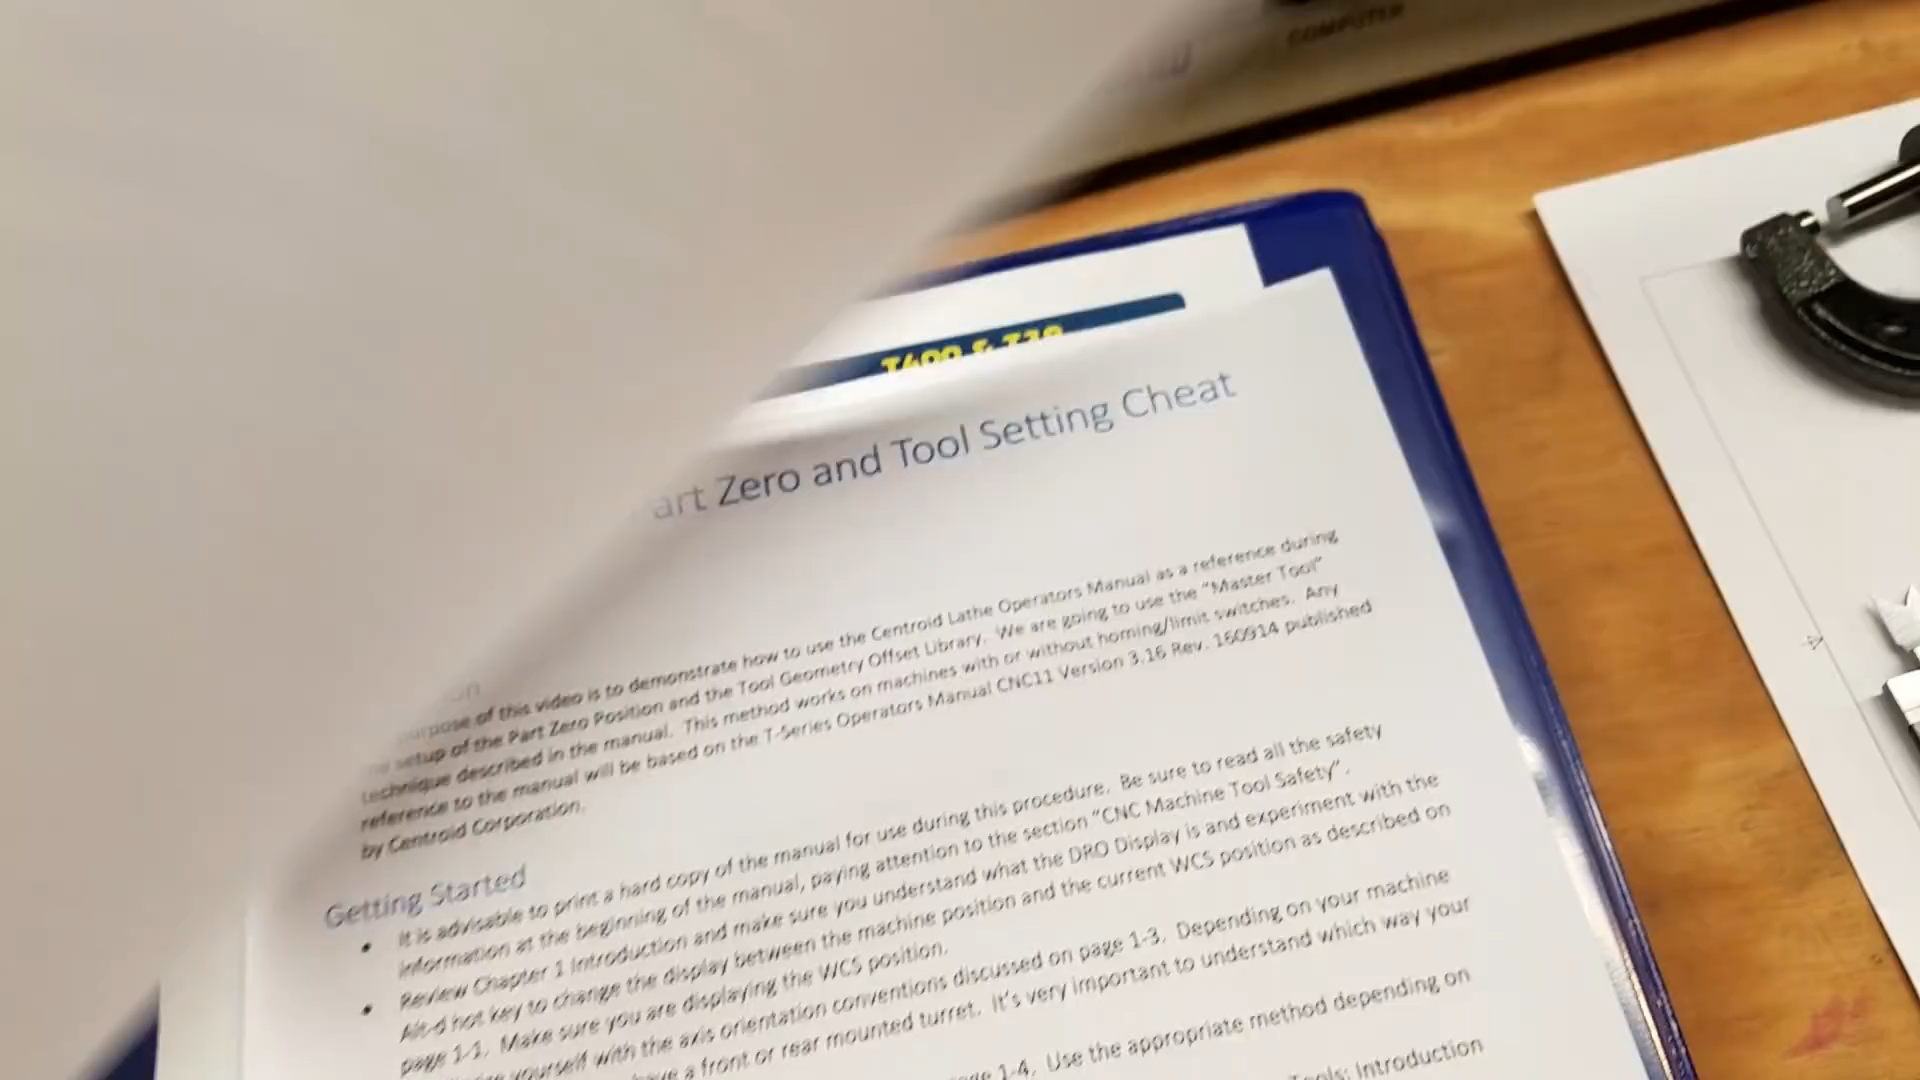 COMPUTER
T400 & T39
art Zero and Tool Setting Cheat
urpose of this video is to demonstrate how to use the Centroid Lathe Operators Manual as a reference during
setup of the Part Zero Position and the Tool Geometry Offset Library. We are going to use the "Master Tool"
technique described in the manual. This method works on machines with or without homing/limit switches. Any
reference to the manual will be based on the T-Series Operators Manual CNC11 Version 3.16 Rev. 160914 published
by Centroid Corporation.
Getting Started
• It is advisable to print a hard copy of the manual for use during this procedure. Be sure to read all the safety
information at the beginning of the manual, paying attention to the section "CNC Machine Tool Safety".
• Review Chapter 1 Introduction and make sure you understand what the DRO Display is and experiment with the
Alt-d hot key to change the display between the machine position and the current WCS position as described on
page 1-1. Make sure you are displaying the WCS position.
yourself with the axis orientation conventions discussed on page 1-3. Depending on your machine
have a front or rear mounted turret. It's very important to understand which way your
1-4. Use the appropriate method depending on
Tools: Introduction